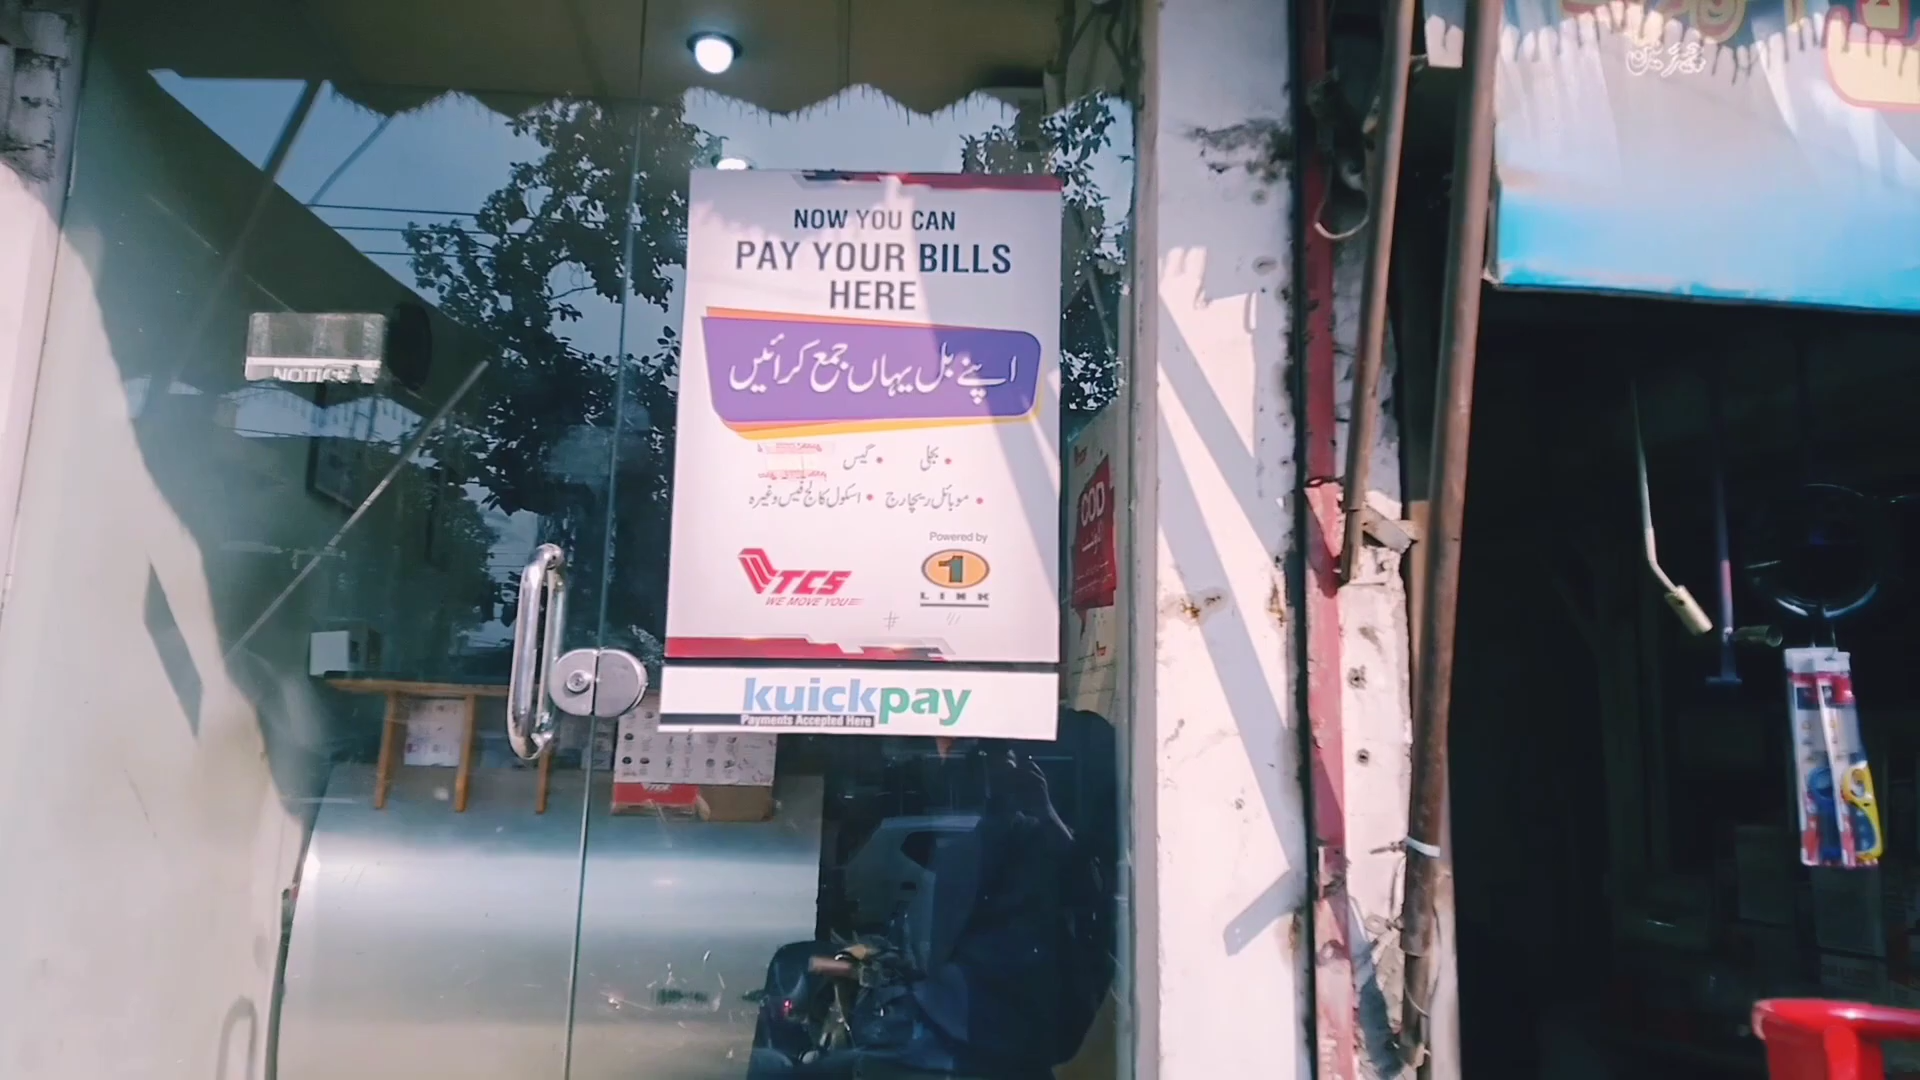 NOW YOU CAN
PAY YOUR BILLS
HERE
اپنے بل یہاں جمع کرائیں
• بجلی • گیس
• موبائل ریچارج • اسکول کالج فیس وغیرہ
Powered by
TCS
WE MOVE YOU
1
LINK
kuickpay
Payments Accepted Here
NOTICE
TCS